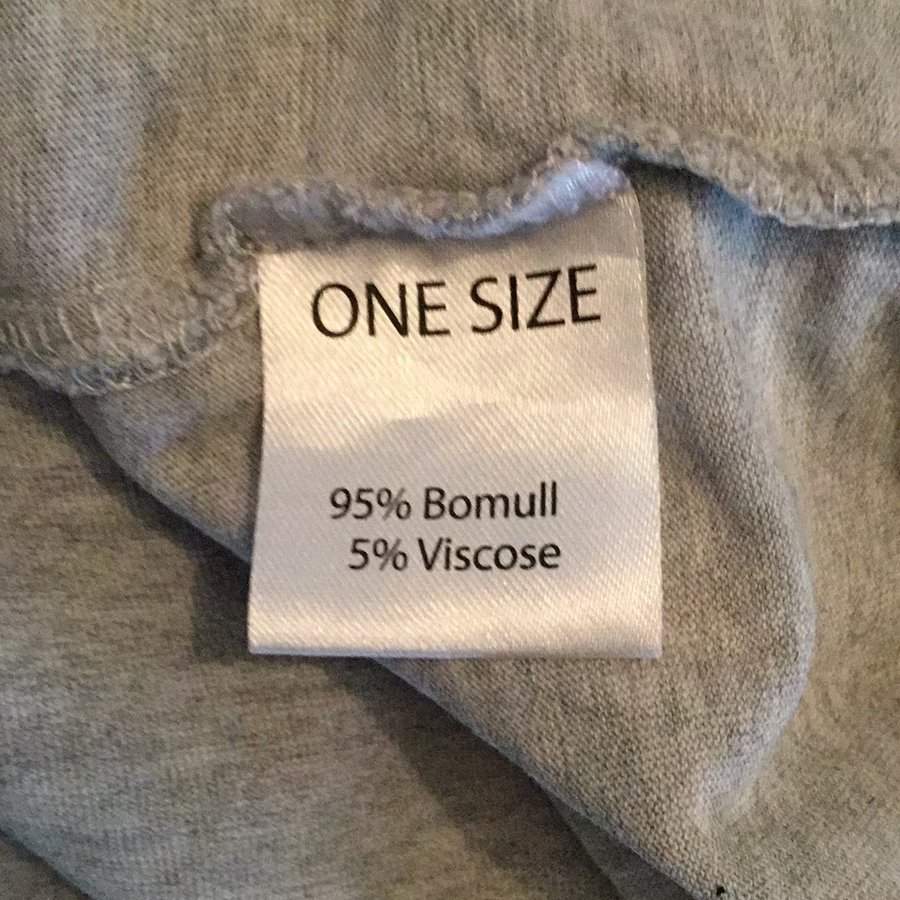 ONE SIZE
95% Bomull
5% Viscose